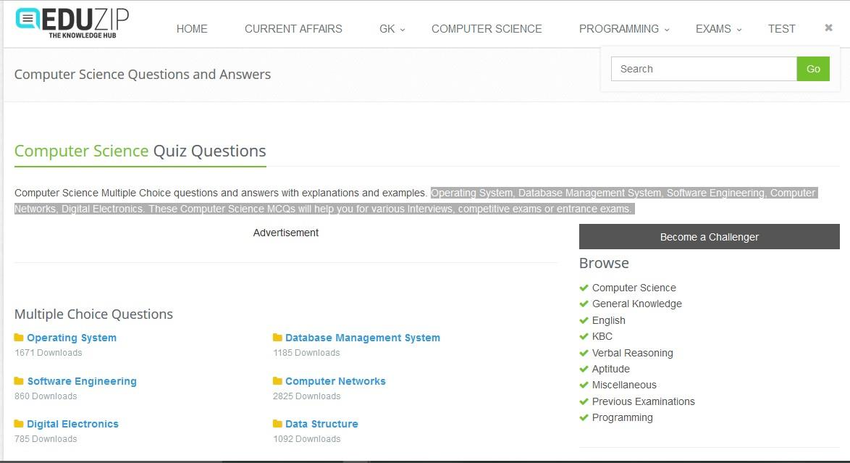 EDUZIP
THE KNOWLEDGE HUB
HOME CURRENT AFFAIRS GK COMPUTER SCIENCE PROGRAMMING EXAMS TEST
Computer Science Questions and Answers
Search Go
Computer Science Quiz Questions
Computer Science Multiple Choice questions and answers with explanations and examples. Operating System, Database Management System, Software Engineering, Computer
Networks, Digital Electronics. These Computer Science MCQs will help you for various Interviews, competitive exams or entrance exams.
Advertisement
Multiple Choice Questions
Operating System
1671 Downloads
Database Management System
1185 Downloads
Software Engineering
860 Downloads
Computer Networks
2825 Downloads
Digital Electronics
785 Downloads
Data Structure
1092 Downloads
Become a Challenger
Browse
Computer Science
General Knowledge
English
KBC
Verbal Reasoning
Aptitude
Miscellaneous
Previous Examinations
Programming